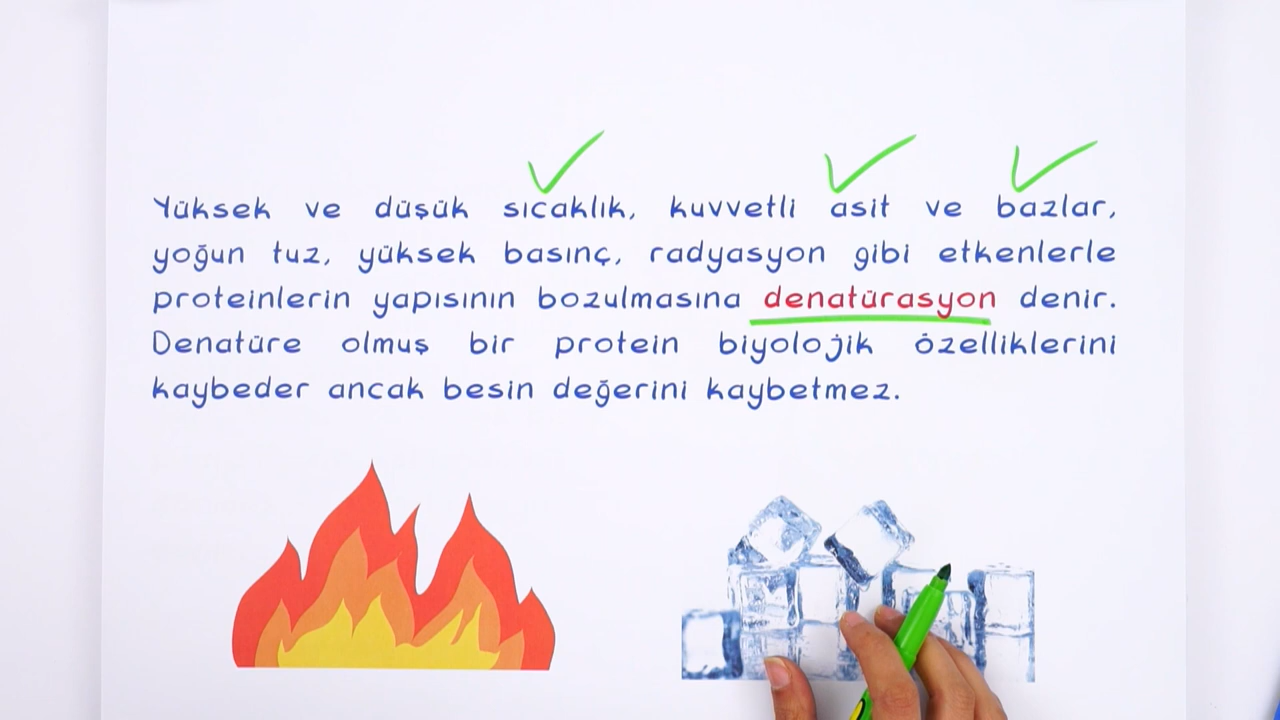 Yüksek ve düşük sıcaklık, kuvvetli asit ve bazlar,
yoğun tuz, yüksek basınç, radyasyon gibi etkenlerle
proteinlerin yapısının bozulmasına denatürasyon denir.
Denatüre olmuş bir protein biyolojik özelliklerini
kaybeder ancak besin değerini kaybetmez.